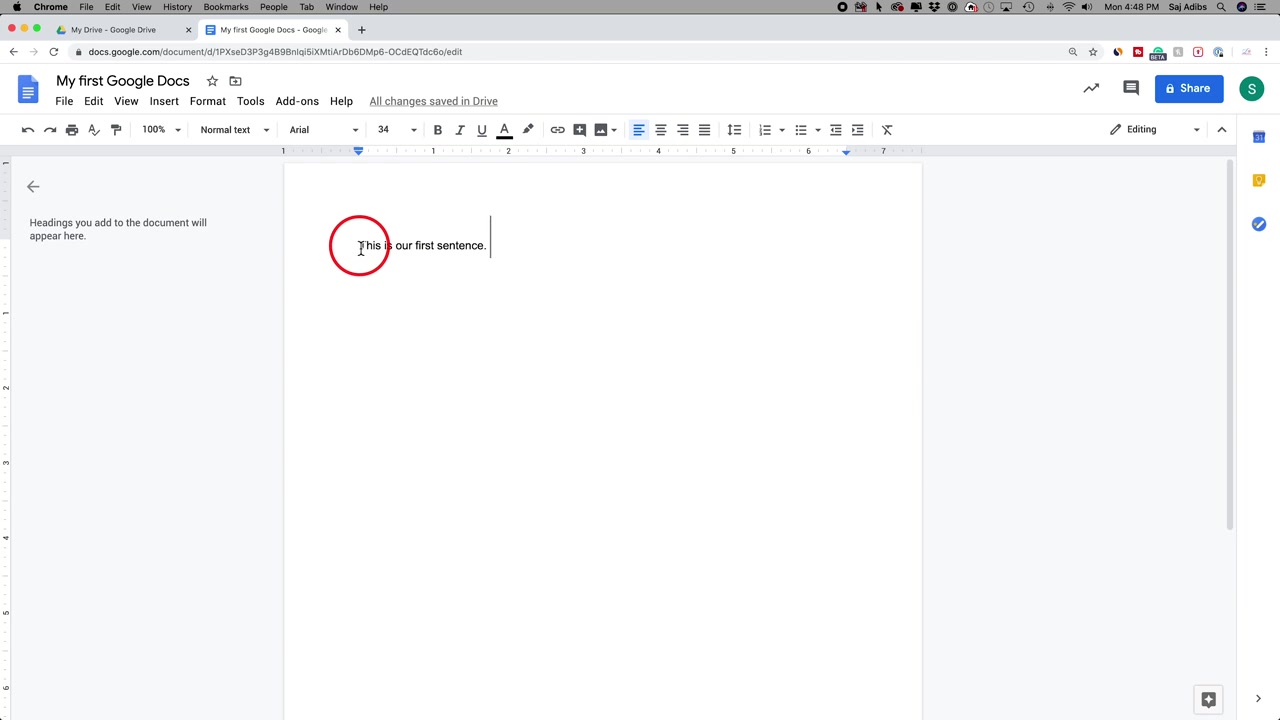 Chrome File Edit View History Bookmarks People Tab Window Help Mon 4:48 PM Saj Adibs
My Drive - Google Drive My first Google Docs - Google
docs.google.com/document/d/1PXseD3P3g4B9BnIqi5iXMtiArDb6DMp6-OCdEQTdc6o/edit
BETA
My first Google Docs
File Edit View Insert Format Tools Add-ons Help All changes saved in Drive
Share
S
100% Normal text Arial 34 B I U A Editing
1 1 2 3 4 5 6 7
31
Headings you add to the document will
appear here.
This is our first sentence.
1
1
2
3
4
5
6